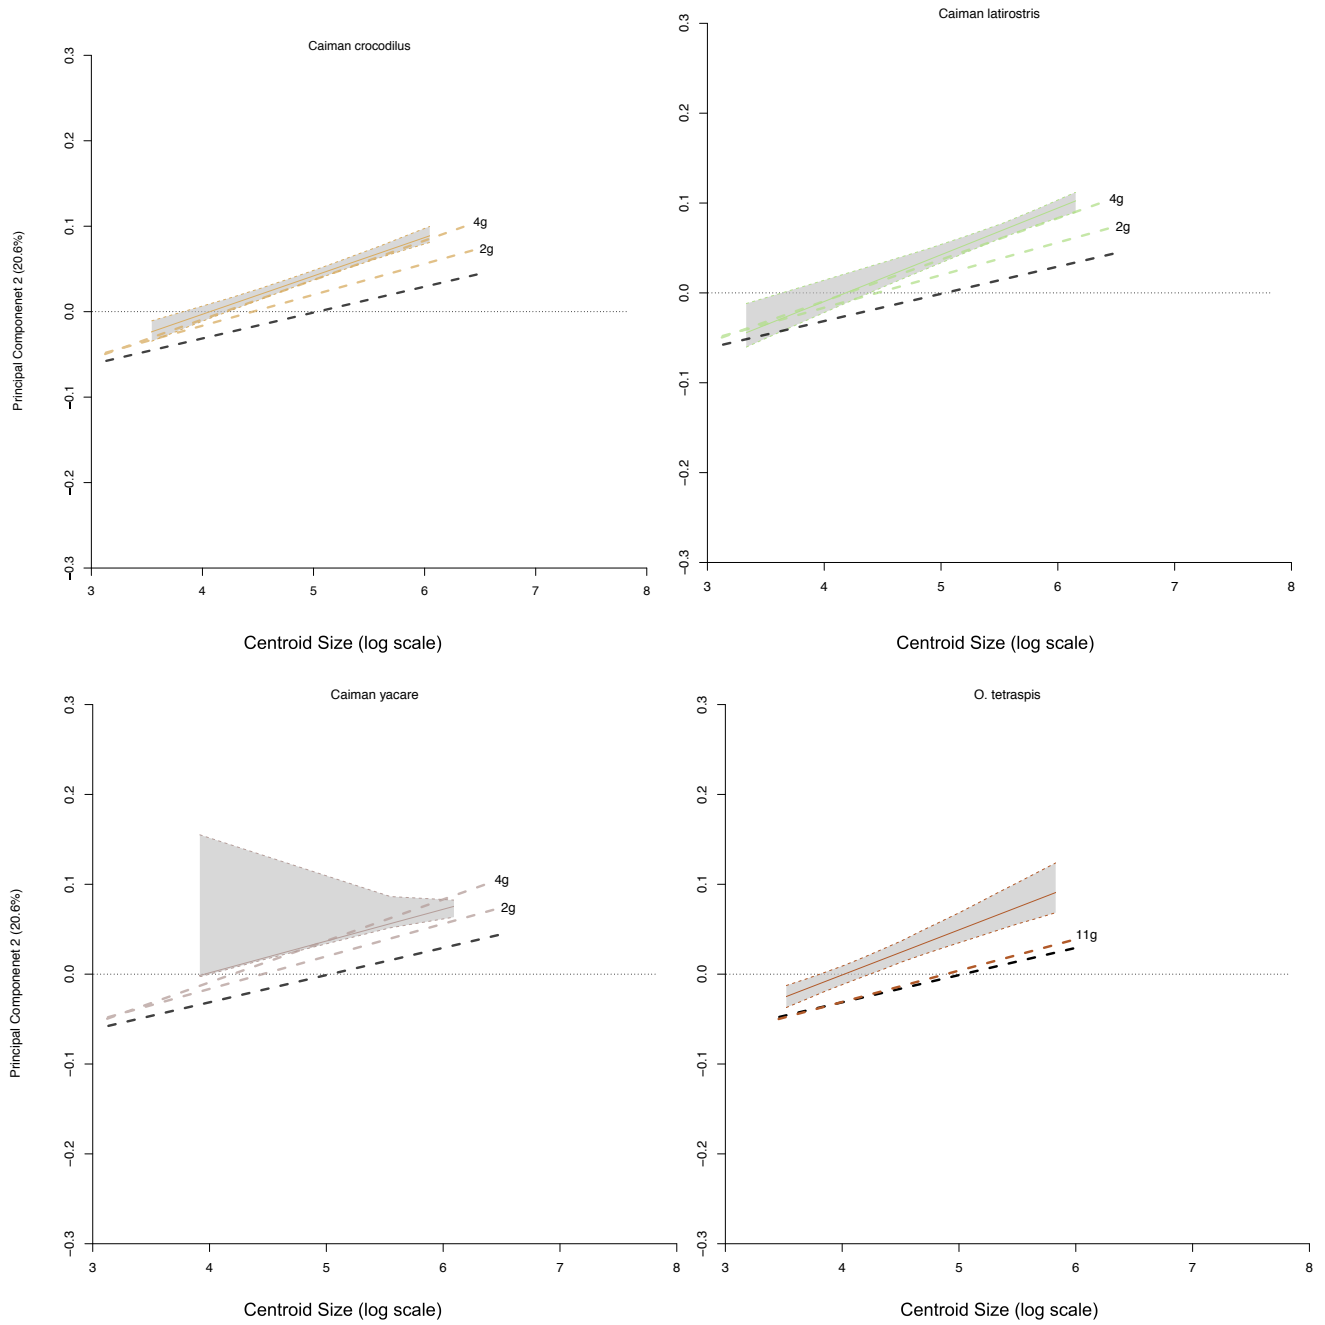 Caiman crocodilus
Principal Componenet 2 (20.6%)
0.3
0.2
0.1
0.0
−0.1
−0.2
−0.3
4g
2g
3 4 5 6 7 8
Centroid Size (log scale)
Caiman latirostris
0.3
0.2
0.1
0.0
−0.1
−0.2
−0.3
4g
2g
3 4 5 6 7 8
Centroid Size (log scale)
Caiman yacare
Principal Componenet 2 (20.6%)
0.3
0.2
0.1
0.0
−0.1
−0.2
−0.3
4g
2g
3 4 5 6 7 8
Centroid Size (log scale)
O. tetraspis
0.3
0.2
0.1
0.0
−0.1
−0.2
−0.3
11g
3 4 5 6 7 8
Centroid Size (log scale)